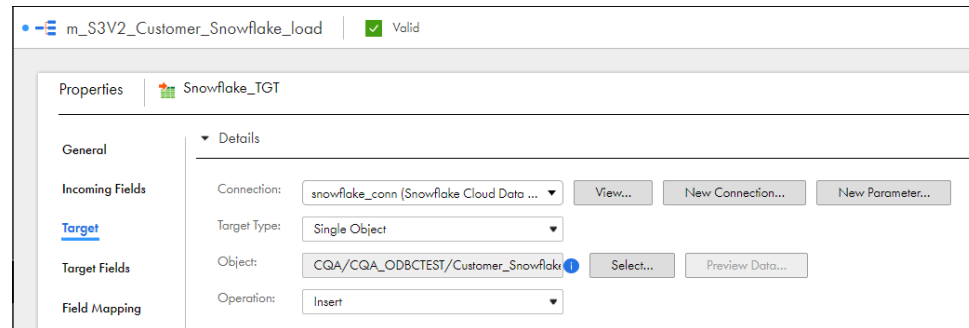 m_S3V2_Customer_Snowflake_load Valid
Properties Snowflake_TGT
General
Incoming Fields
Target
Target Fields
Field Mapping
Details
Connection: snowflake_conn (Snowflake Cloud Data ... View... New Connection... New Parameter...
Target Type: Single Object
Object: CQA/CQA_ODBCTEST/Customer_Snowflake Select... Preview Data...
Operation: Insert